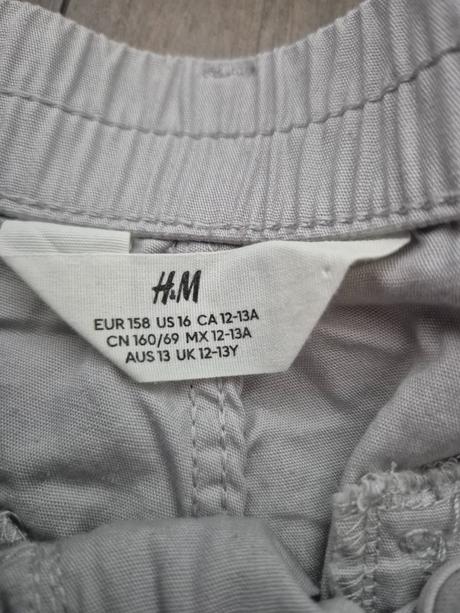 H&M
EUR 158 US 16 CA 12-13A
CN 160/69 MX 12-13A
AUS 13 UK 12-13Y